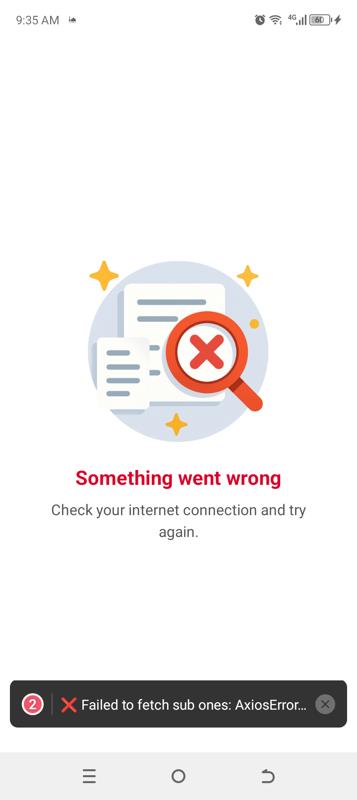 9:35 AM
4G
60
Something went wrong
Check your internet connection and try
again.
2
❌ Failed to fetch sub ones: AxiosError...